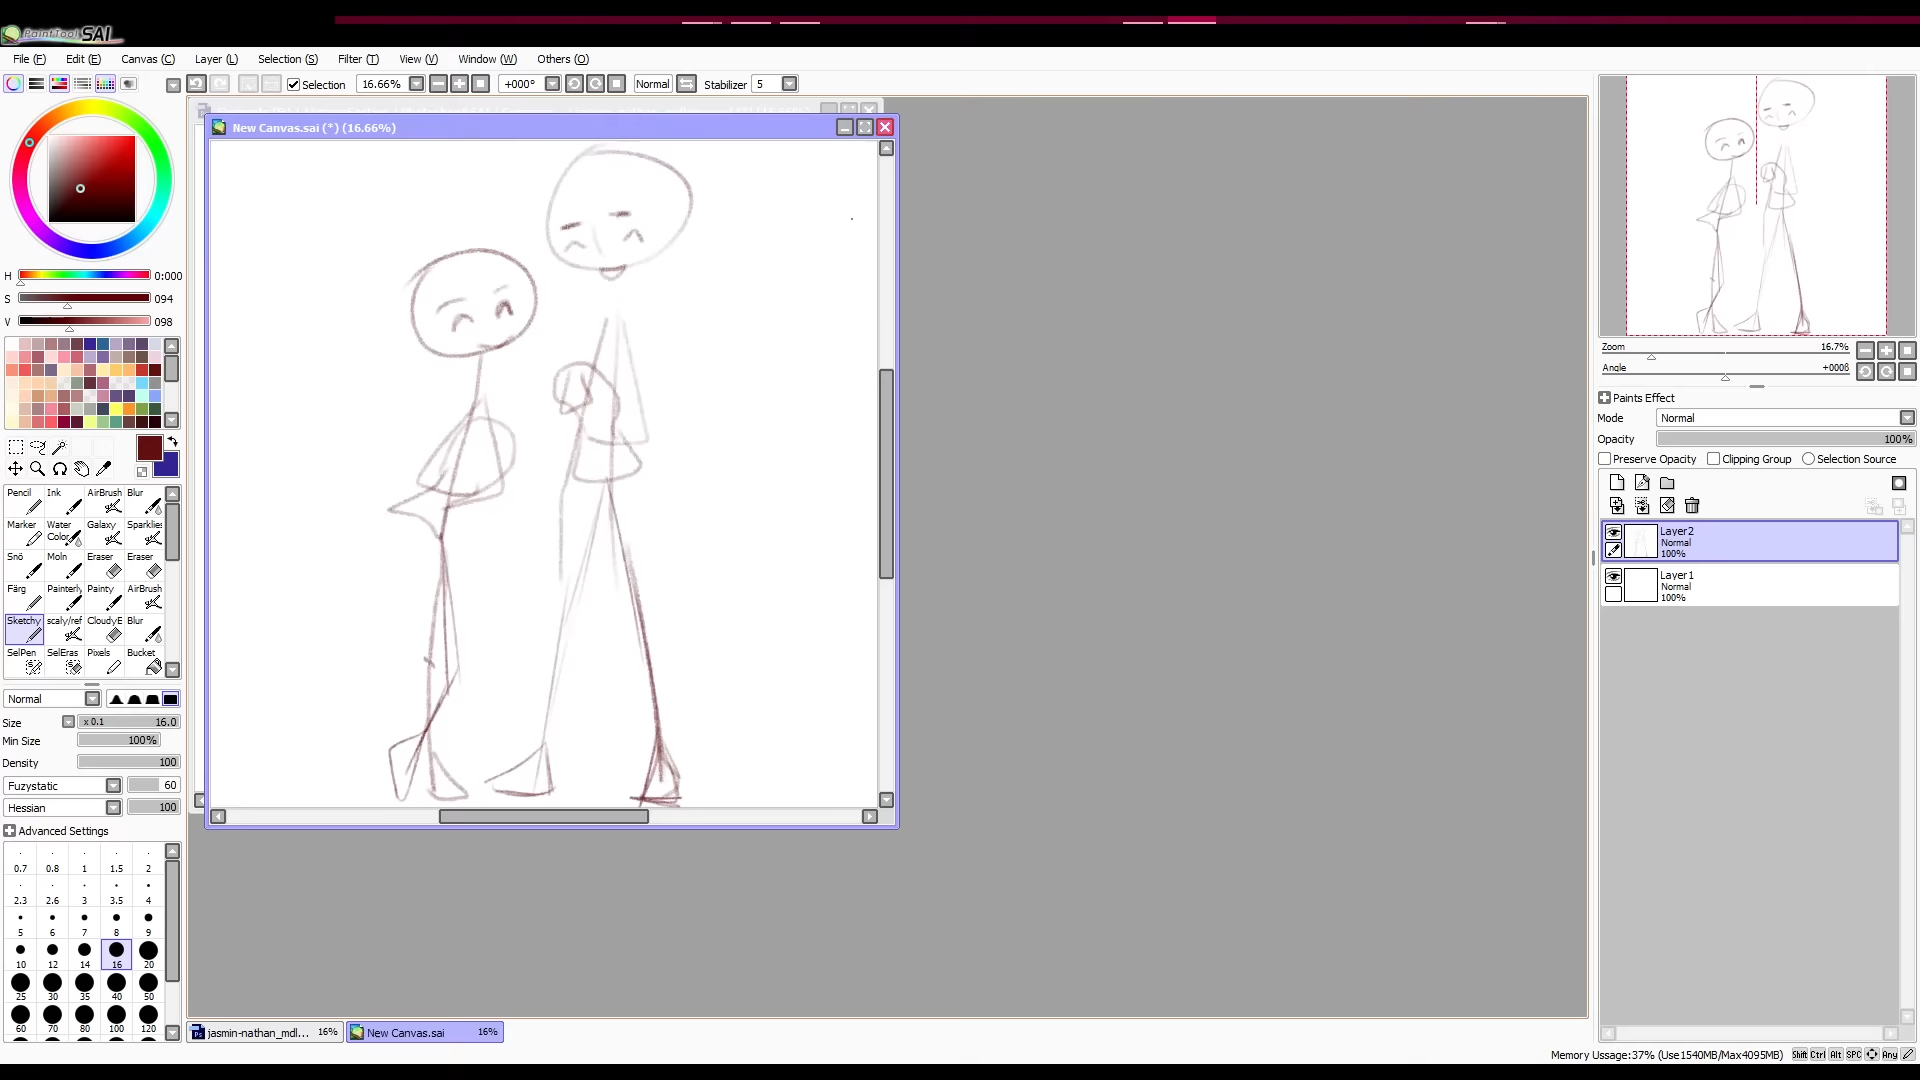 PaintTool SAI
File (F) Edit (E) Canvas (C) Layer (L) Selection (S) Filter (T) View (V) Window (W) Others (O)
Selection 16.66% +000° Normal Stabilizer 5
New Canvas.sai (*) (16.66%)
H 0:000
S 094
V 098
Pencil Ink AirBrush Blur
Marker Water Color Galaxy Sparklies
Snö Moln Eraser Eraser
Färg Painterly Painty AirBrush
Sketchy scaly/ref CloudyE Blur
SelPen SelEras Pixels Bucket
Normal
Size x 0.1 16.0
Min Size 100%
Density 100
Fuzystatic 60
Hessian 100
Advanced Settings
0.7 0.8 1 1.5 2
2.3 2.6 3 3.5 4
5 6 7 8 9
10 12 14 16 20
25 30 35 40 50
60 70 80 100 120
jasmin-nathan_mdl... 16% New Canvas.sai 16%
Zoom 16.7%
Angle +000ß
Paints Effect
Mode Normal
Opacity 100%
Preserve Opacity Clipping Group Selection Source
Layer2
Normal
100%
Layer1
Normal
100%
Memory Ussage:37% (Use1540MB/Max4095MB) Shift Ctrl Alt SPC Any